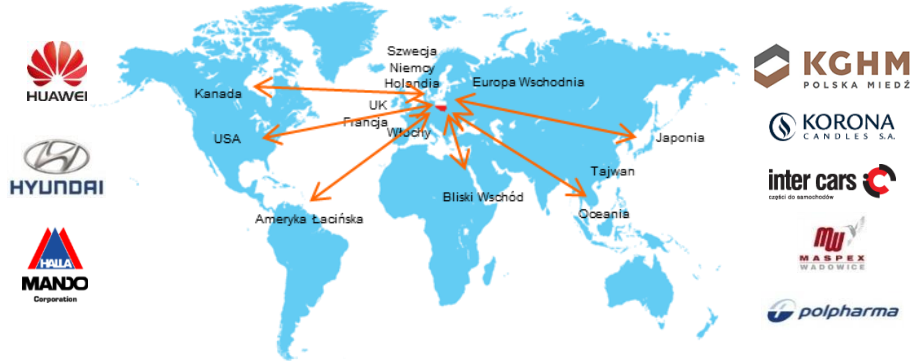 HUAWEI
HYUNDAI
HALLA
MANDO
Corporation
Szwecja
Niemcy
Holandia
Europa Wschodnia
Kanada
UK
USA
Francja
Włochy
Japonia
Tajwan
Bliski Wschód
Oceania
Ameryka Łacińska
KGHM
POLSKA MIEDŹ
KORONA
CANDLES S.A.
inter cars
części do samochodów
MW
MASPEX
WADOWICE
polpharma